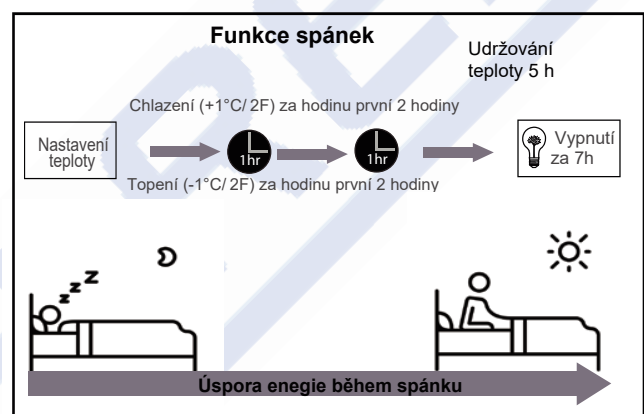 Funkce spánek
Udržování
teploty 5 h
Chlazení (+1°C/ 2F) za hodinu první 2 hodiny
Nastavení
teploty
1hr
1hr
Vypnutí
za 7h
Topení (-1°C/ 2F) za hodinu první 2 hodiny
z z z Z
Úspora enegie během spánku